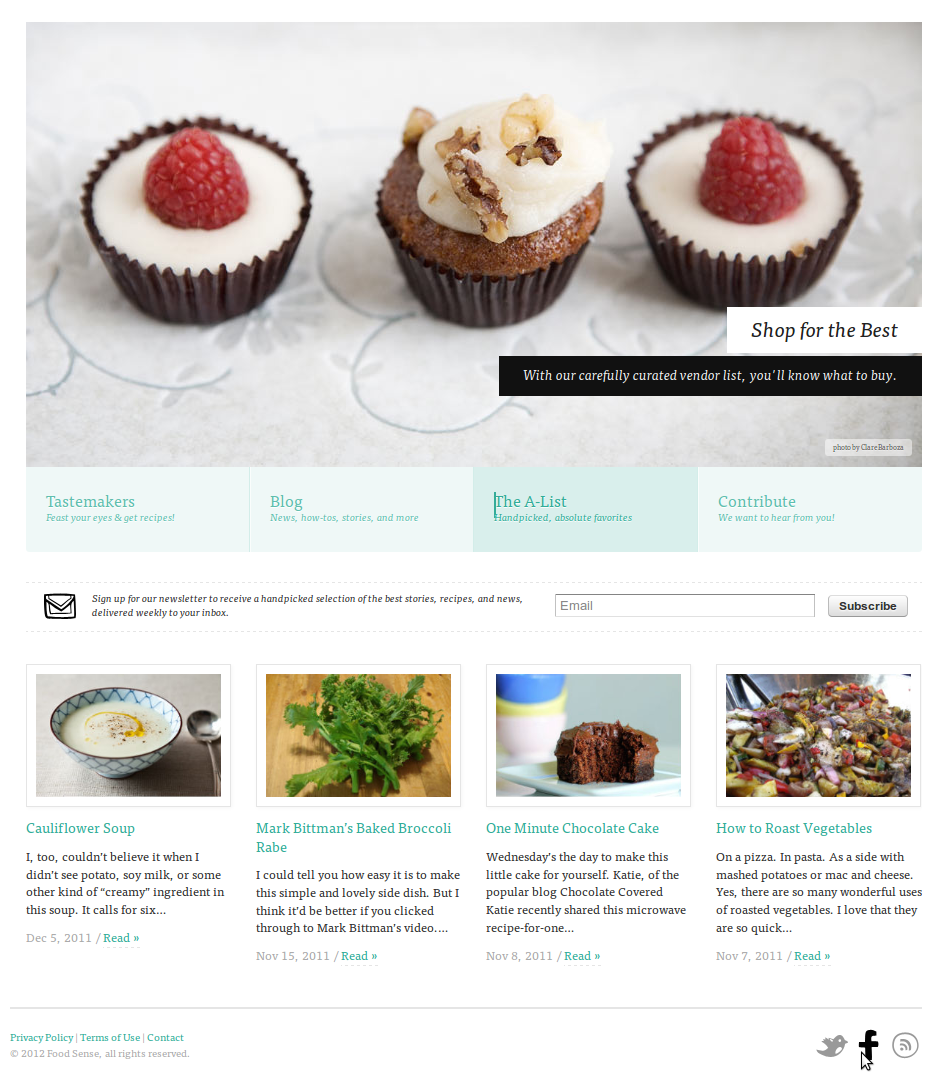 Shop for the Best
With our carefully curated vendor list, you'll know what to buy.
photo by Clare Barboza
Tastemakers
Feast your eyes & get recipes!
Blog
News, how-tos, stories, and more
The A-List
Handpicked, absolute favorites
Contribute
We want to hear from you!
Sign up for our newsletter to receive a handpicked selection of the best stories, recipes, and news,
delivered weekly to your inbox.
Email
Subscribe
Cauliflower Soup
I, too, couldn't believe it when I
didn't see potato, soy milk, or some
other kind of “creamy” ingredient in
this soup. It calls for six...
Dec 5, 2011 / Read »
Mark Bittman's Baked Broccoli
Rabe
I could tell you how easy it is to make
this simple and lovely side dish. But I
think it'd be better if you clicked
through to Mark Bittman's video....
Nov 15, 2011 / Read »
One Minute Chocolate Cake
Wednesday's the day to make this
little cake for yourself. Katie, of the
popular blog Chocolate Covered
Katie recently shared this microwave
recipe-for-one...
Nov 8, 2011 / Read »
How to Roast Vegetables
On a pizza. In pasta. As a side with
mashed potatoes or mac and cheese.
Yes, there are so many wonderful uses
of roasted vegetables. I love that they
are so quick...
Nov 7, 2011 / Read »
Privacy Policy | Terms of Use | Contact
© 2012 Food Sense, all rights reserved.